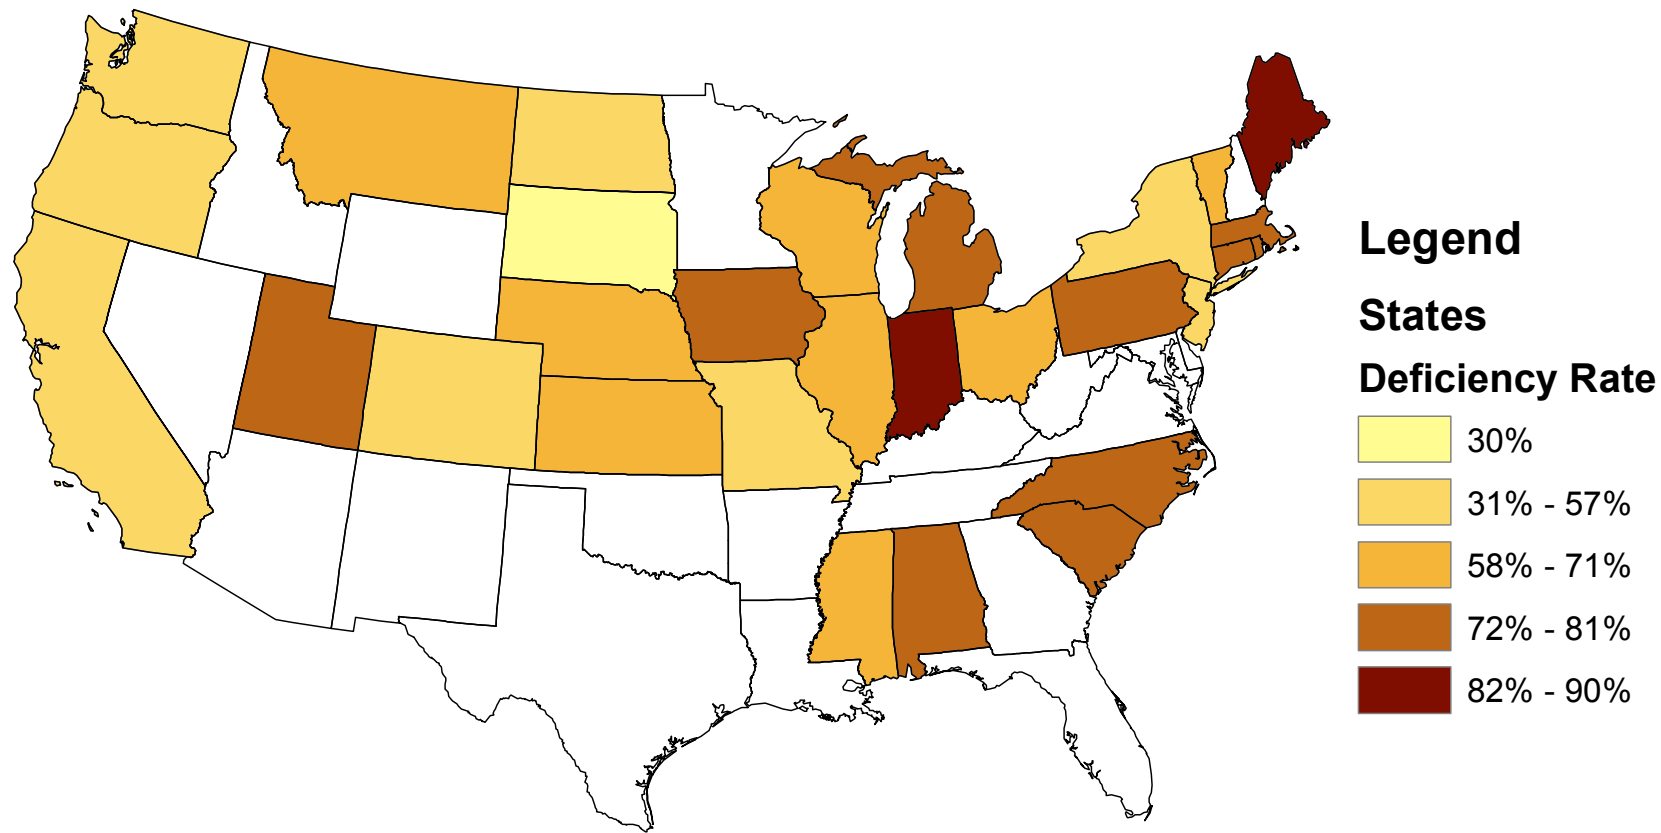 Legend
States
Deficiency Rate
30%
31% - 57%
58% - 71%
72% - 81%
82% - 90%